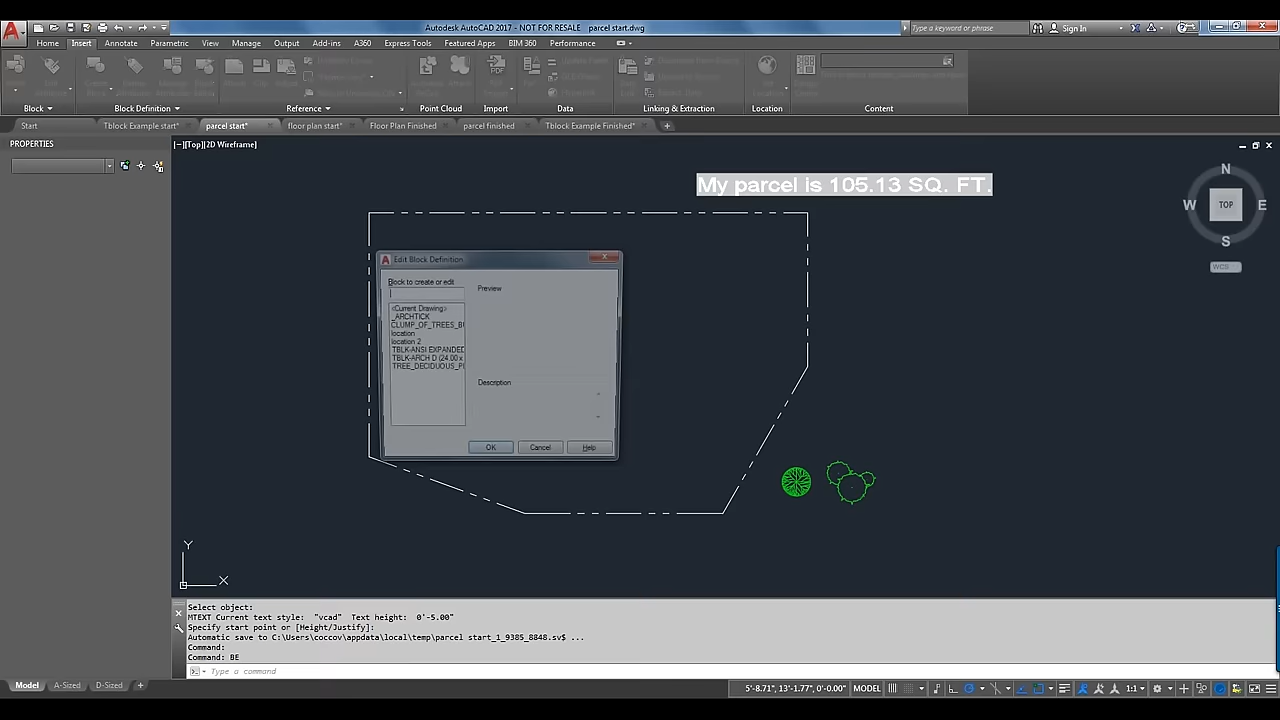 Autodesk AutoCAD 2017 - NOT FOR RESALE parcel start.dwg
Type a keyword or phrase
Sign In
Home Insert Annotate Parametric View Manage Output Add-ins A360 Express Tools Featured Apps BIM 360 Performance
PDF
Block Block Definition Reference Point Cloud Import Data Linking & Extraction Location Content
Start Tblock Example start* parcel start* floor plan start* Floor Plan Finished parcel finished Tblock Example Finished*
PROPERTIES
[−][Top][2D Wireframe]
My parcel is 105.13 SQ. FT.
N
W TOP E
S
WCS
Edit Block Definition
Block to create or edit
Preview
<Current Drawing>
_ARCHTICK
CLUMP_OF_TREES_B
location
location 2
TBLK-ANSI EXPANDED
TBLK-ARCH D (24.00 x
TREE_DECIDUOUS_P
Description
OK Cancel Help
Y
X
Select object:
MTEXT Current text style: "vcad" Text height: 0'-5.00"
Specify start point or [Height/Justify]:
Automatic save to C:\Users\coccov\appdata\local\temp\parcel start_1_9385_8848.sv$ ...
Command:
Command: BE
Type a command
Model A-Sized D-Sized +
5'-8.71", 13'-1.77", 0'-0.00" MODEL 1:1